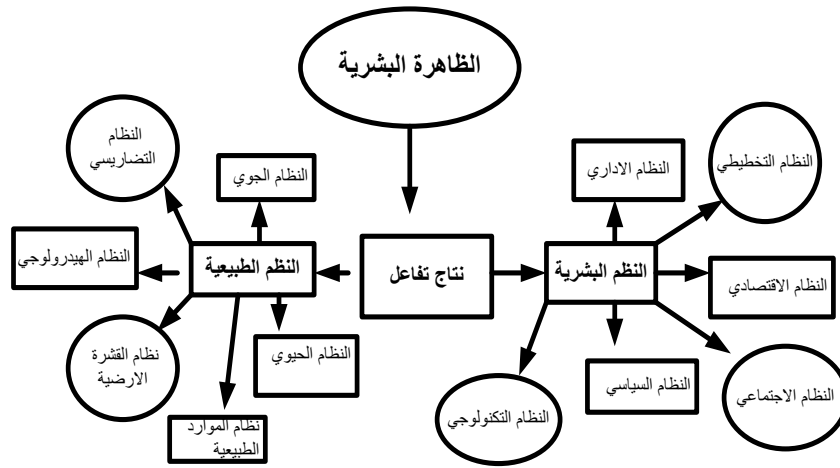 الظاهرة البشرية
النظام
التضاريسي
النظام الجوي
النظام الاداري
النظام التخطيطي
النظام الهيدرولوجي
النظم الطبيعية
نتاج تفاعل
النظم البشرية
النظام الاقتصادي
نظام القشرة
الارضية
النظام الحيوي
النظام السياسي
النظام الاجتماعي
النظام التكنولوجي
نظام الموارد
الطبيعية